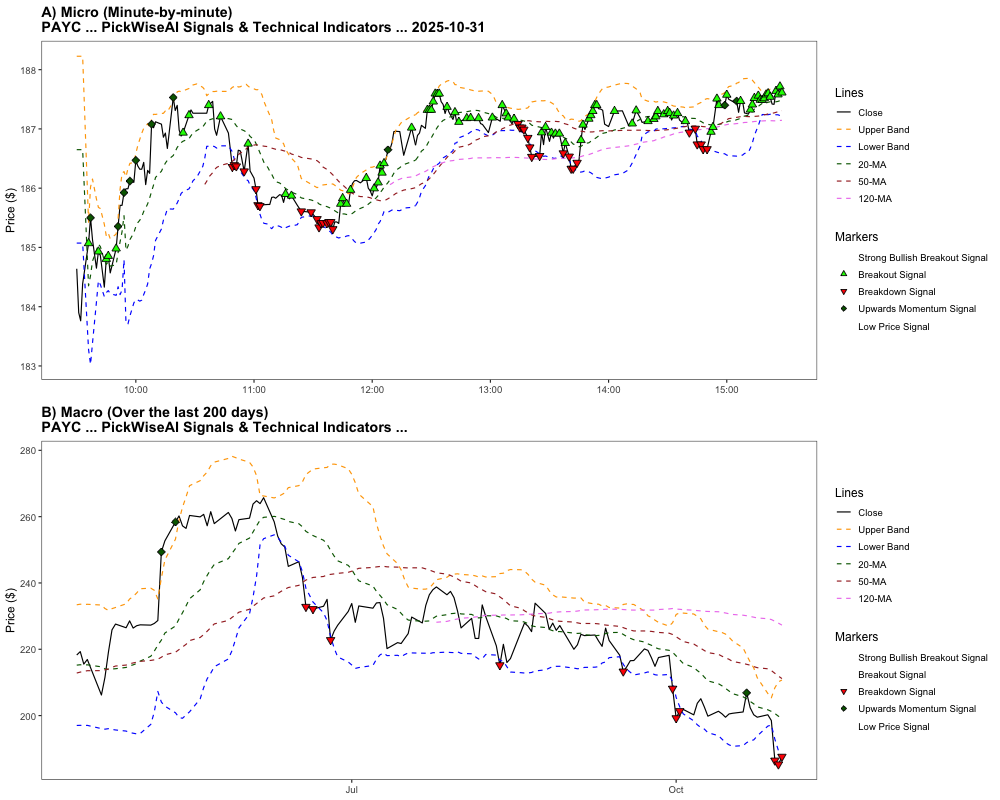 A) Micro (Minute-by-minute)
PAYC ... PickWiseAI Signals & Technical Indicators ... 2025-10-31
Price ($)
188
187
186
185
184
183
10:00
11:00
12:00
13:00
14:00
15:00
Lines
Close
Upper Band
Lower Band
20-MA
50-MA
120-MA
Markers
Strong Bullish Breakout Signal
Breakout Signal
Breakdown Signal
Upwards Momentum Signal
Low Price Signal
B) Macro (Over the last 200 days)
PAYC ... PickWiseAI Signals & Technical Indicators ...
Price ($)
280
260
240
220
200
Jul
Oct
Lines
Close
Upper Band
Lower Band
20-MA
50-MA
120-MA
Markers
Strong Bullish Breakout Signal
Breakout Signal
Breakdown Signal
Upwards Momentum Signal
Low Price Signal